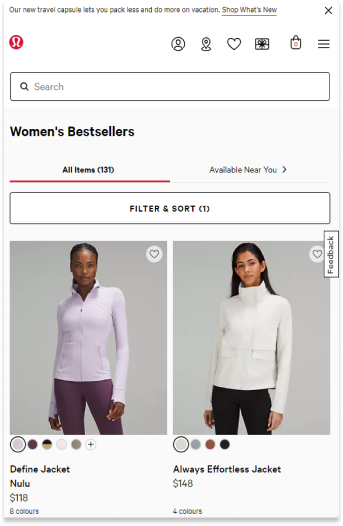 Our new travel capsule lets you pack less and do more on vacation. Shop What's New
0
Search
Women's Bestsellers
All Items (131)
Available Near You
FILTER & SORT (1)
Feedback
Define Jacket
Nulu
$118
8 colours
Always Effortless Jacket
$148
4 colours